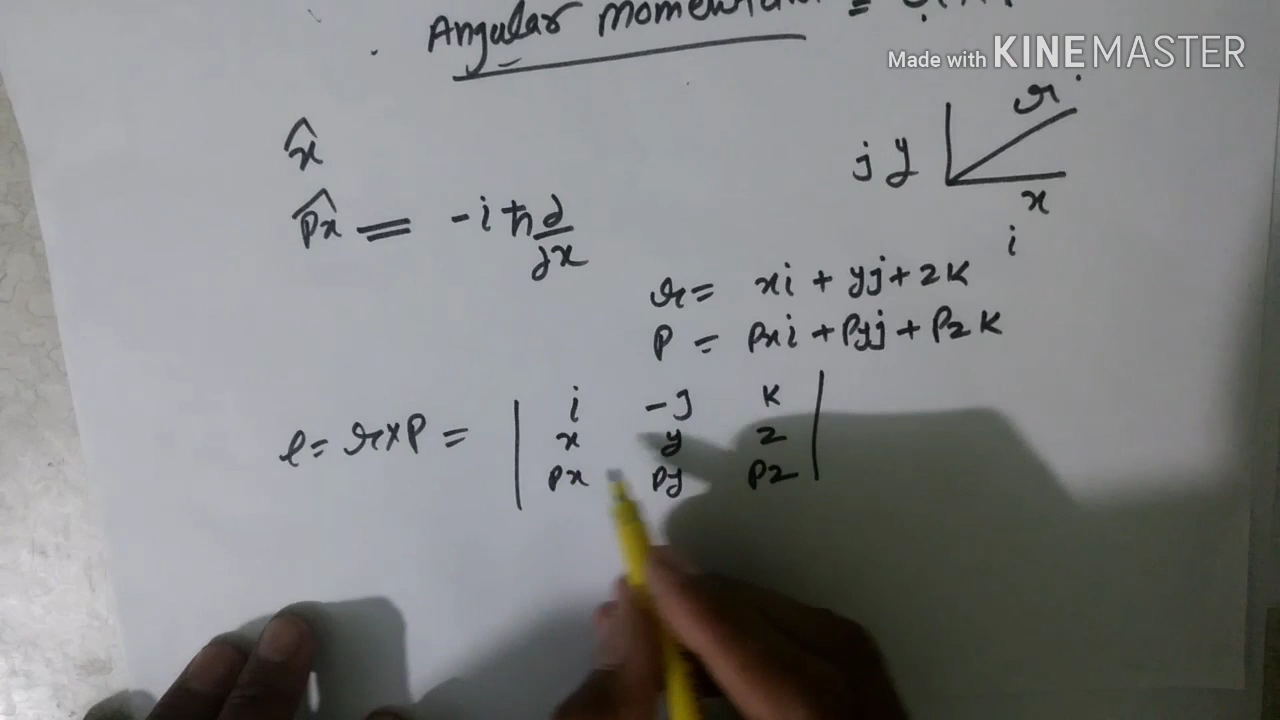 Angular momentum =
Made with KINEMASTER
x̂
p̂x = -iħ ∂/∂x
r
j y
x
i
r = xi + yj + zk
P = Pxi + Pyj + Pzk
l = r×P = | i -j k |
| x y z |
| Px Py Pz |